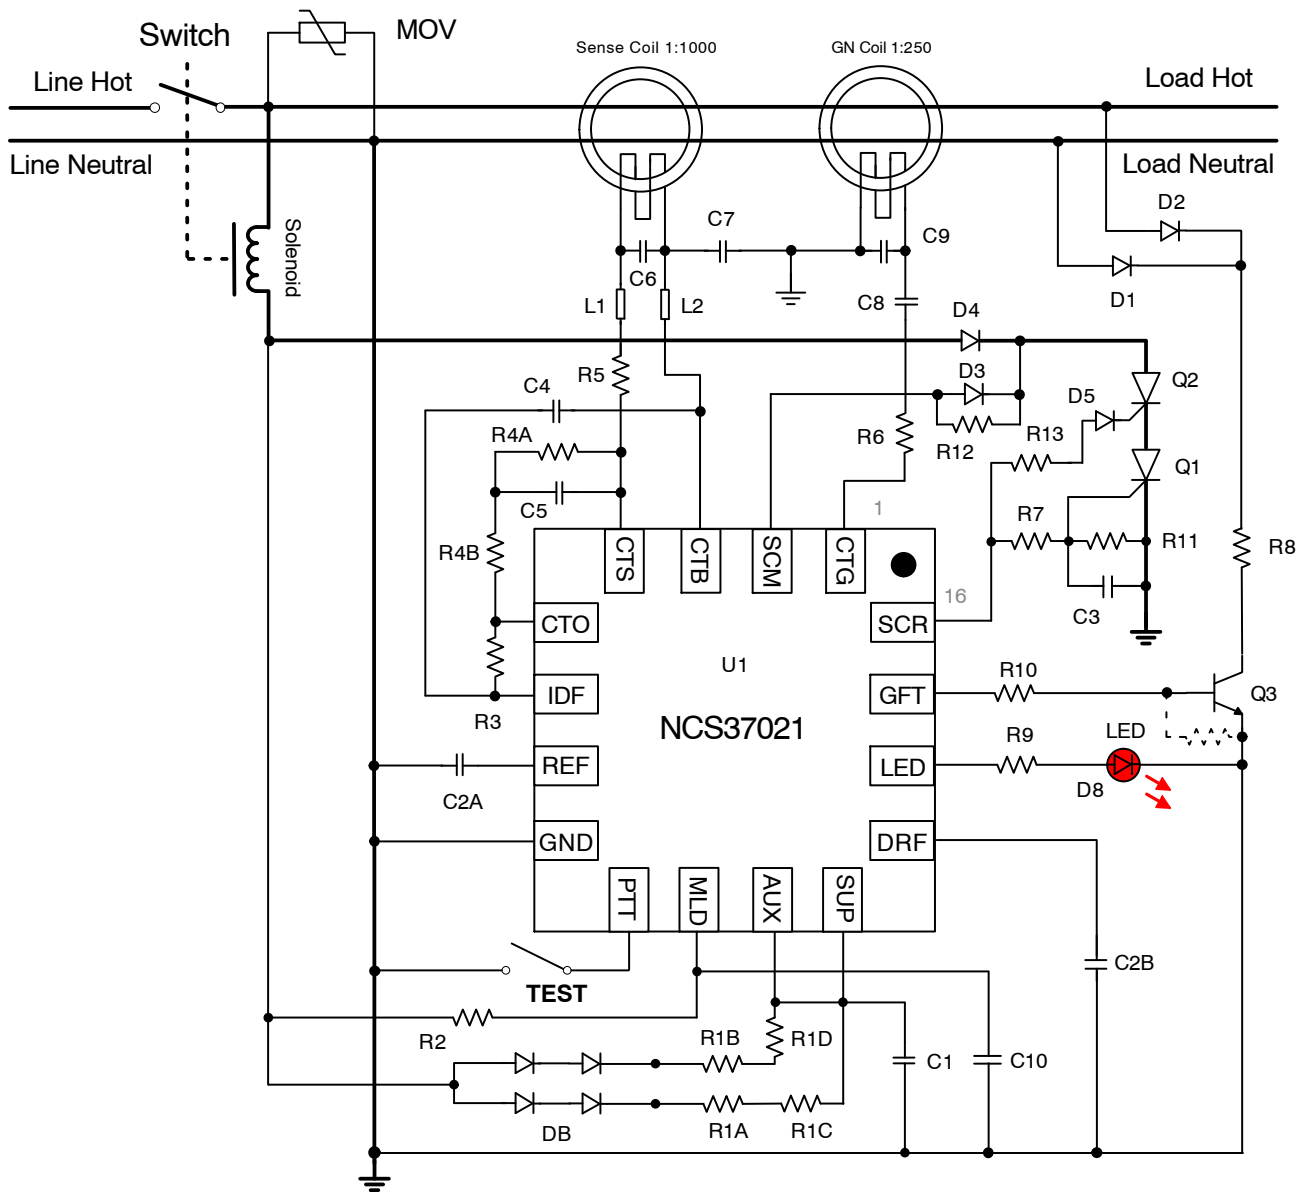 MOV
Switch
Sense Coil 1:1000
GN Coil 1:250
Line Hot
Load Hot
Line Neutral
Load Neutral
D2
Solenoid
C7
C9
C6
D1
L1
L2
C8
D4
R5
C4
D3
Q2
D5
R4A
R6
R12
R13
Q1
C5
1
R7
R4B
CTS
CTB
SCM
CTG
R11
R8
16
C3
CTO
SCR
U1
R10
IDF
GFT
Q3
R3
NCS37021
R9
LED
REF
LED
C2A
D8
GND
DRF
PTT
MLD
AUX
SUP
C2B
TEST
R2
R1B
R1D
C1
C10
DB
R1A
R1C